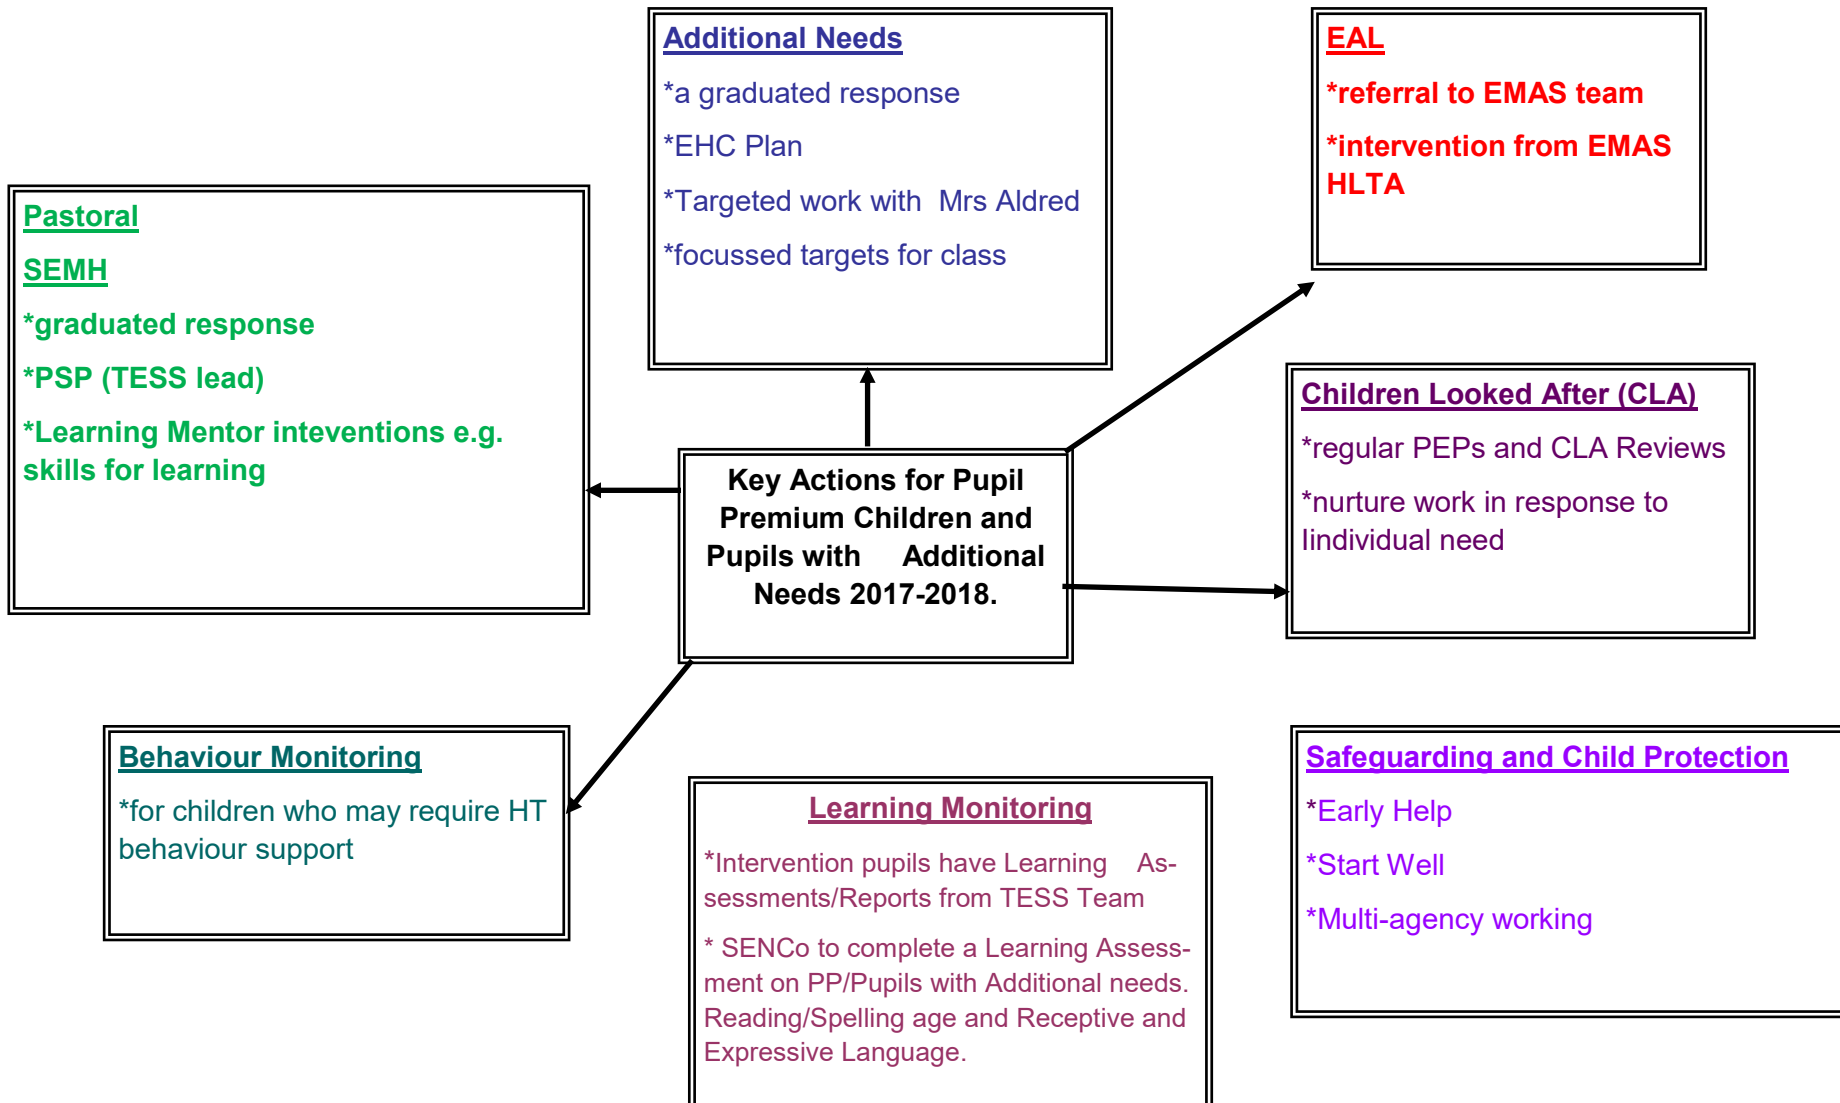 Additional Needs
*a graduated response
*EHC Plan
*Targeted work with  Mrs Aldred
*focussed targets for class
EAL
*referral to EMAS team
*intervention from EMAS
HLTA
Pastoral
SEMH
*graduated response
*PSP (TESS lead)
*Learning Mentor inteventions e.g.
skills for learning
Key Actions for Pupil
Premium Children and
Pupils with    Additional
Needs 2017-2018.
Children Looked After (CLA)
*regular PEPs and CLA Reviews
*nurture work in response to
Iindividual need
Behaviour Monitoring
*for children who may require HT
behaviour support
Learning Monitoring
*Intervention pupils have Learning    As-
sessments/Reports from TESS Team
* SENCo to complete a Learning Assess-
ment on PP/Pupils with Additional needs.
Reading/Spelling age and Receptive and
Expressive Language.
Safeguarding and Child Protection
*Early Help
*Start Well
*Multi-agency working